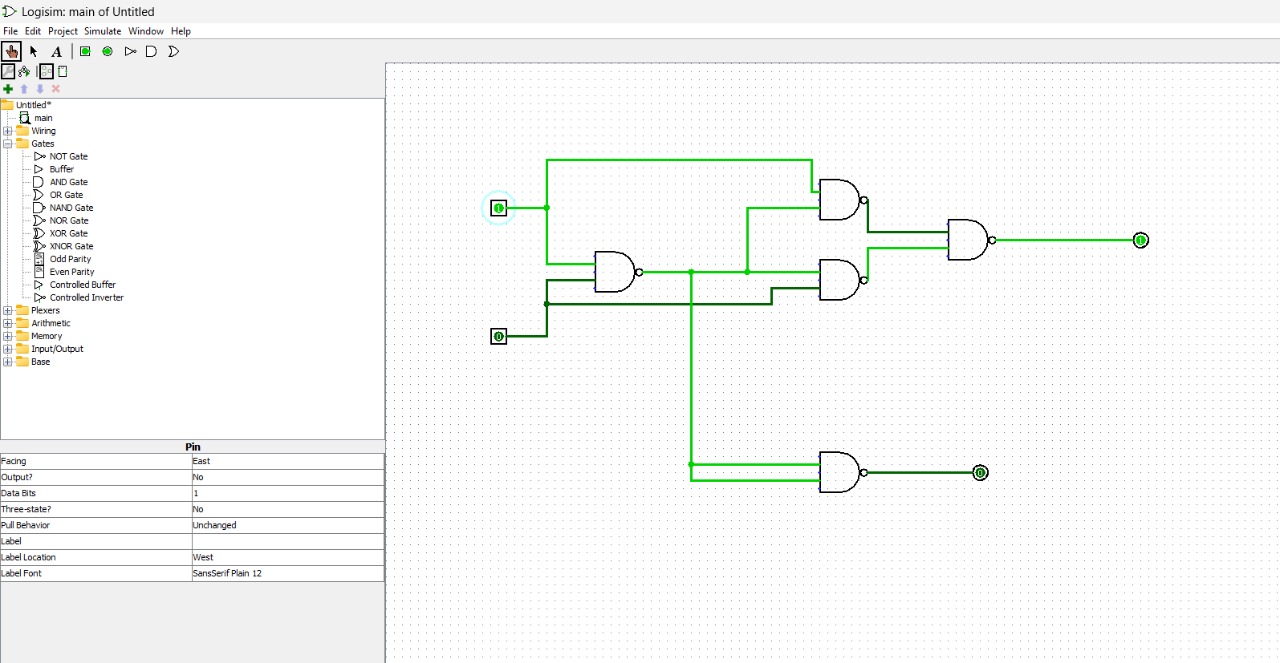 Logisim: main of Untitled
File Edit Project Simulate Window Help
A
Untitled*
main
Wiring
Gates
NOT Gate
Buffer
AND Gate
OR Gate
NAND Gate
NOR Gate
XOR Gate
XNOR Gate
Odd Parity
Even Parity
Controlled Buffer
Controlled Inverter
Plexers
Arithmetic
Memory
Input/Output
Base
Pin
Facing East
Output? No
Data Bits 1
Three-state? No
Pull Behavior Unchanged
Label
Label Location West
Label Font SansSerif Plain 12
1
1
0
0